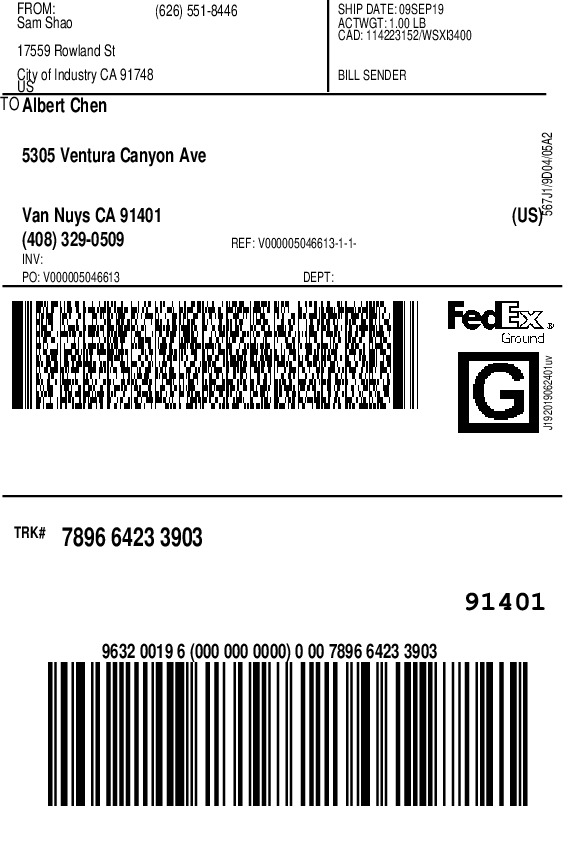 FROM: (626) 551-8446
Sam Shao
17559 Rowland St
City of Industry CA 91748
US
SHIP DATE: 09SEP19
ACTWGT: 1.00 LB
CAD: 114223152/WSXI3400
BILL SENDER
TO Albert Chen
5305 Ventura Canyon Ave
Van Nuys CA 91401 (US)
(408) 329-0509 REF: V000005046613-1-1-
INV:
PO: V000005046613 DEPT:
567J1/9D04/05A2
FedEx®
Ground
G
J192019062401uv
TRK# 7896 6423 3903
91401
9632 0019 6 (000 000 0000) 0 00 7896 6423 3903